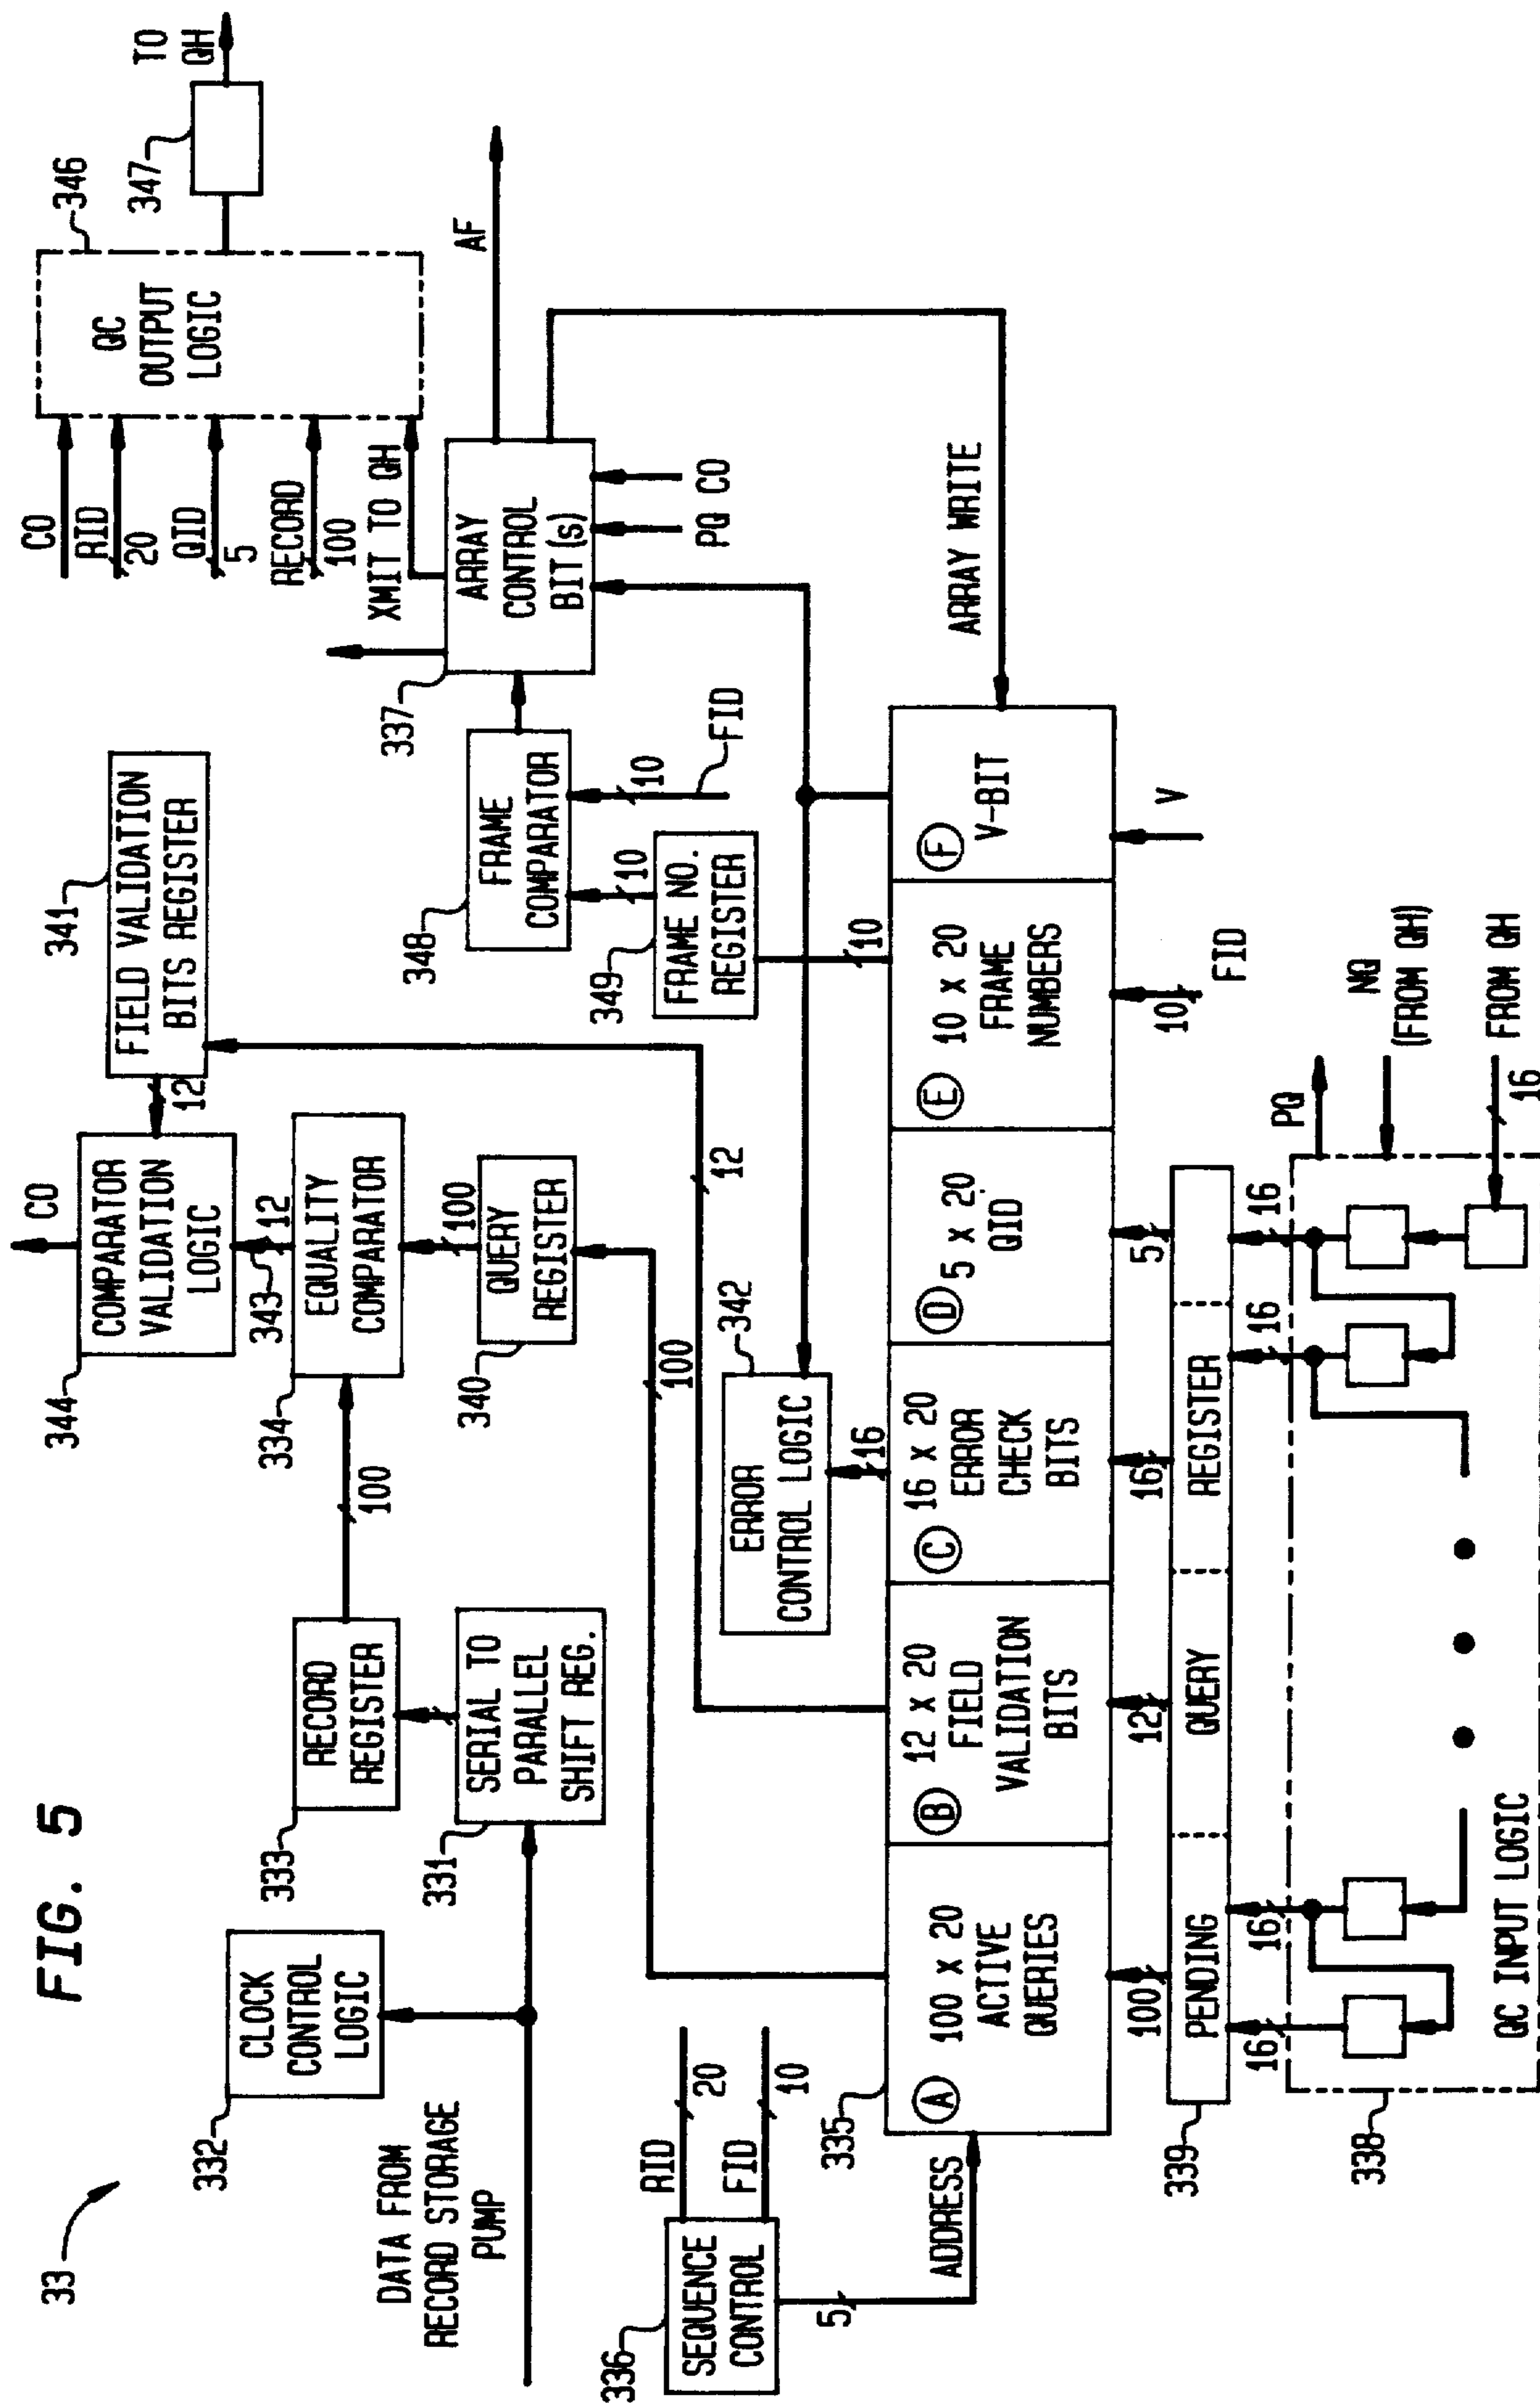 FIG. 5
33
332
CLOCK
CONTROL
LOGIC
DATA FROM
RECORD STORAGE
PUMP
333
RECORD
REGISTER
331
SERIAL TO
PARALLEL
SHIFT REG.
100
CO
344
COMPARATOR
VALIDATION
LOGIC
343
12
334
EQUALITY
COMPARATOR
100
340
QUERY
REGISTER
12
341
FIELD VALIDATION
BITS REGISTER
CO
RID
20
QID
5
RECORD
100
XMIT TO QH
346
QC
OUTPUT
LOGIC
347
TO
QH
337
ARRAY
CONTROL
BIT(s)
AF
PQ
CO
348
FRAME
COMPARATOR
10
10
FID
349
FRAME NO.
REGISTER
10
ARRAY WRITE
336
SEQUENCE
CONTROL
RID
20
FID
10
5
ADDRESS
100
12
342
ERROR
CONTROL LOGIC
16
335
A
100 x 20
ACTIVE
QUERIES
B
12 x 20
FIELD
VALIDATION
BITS
C
16 x 20
ERROR
CHECK
BITS
D
5 x 20
QID
E
10 x 20
FRAME
NUMBERS
F
V-BIT
100
12
16
5
10
FID
V
339
PENDING
QUERY
REGISTER
16
16
16
16
338
QC INPUT LOGIC
PQ
NQ
(FROM QH)
FROM QH
16